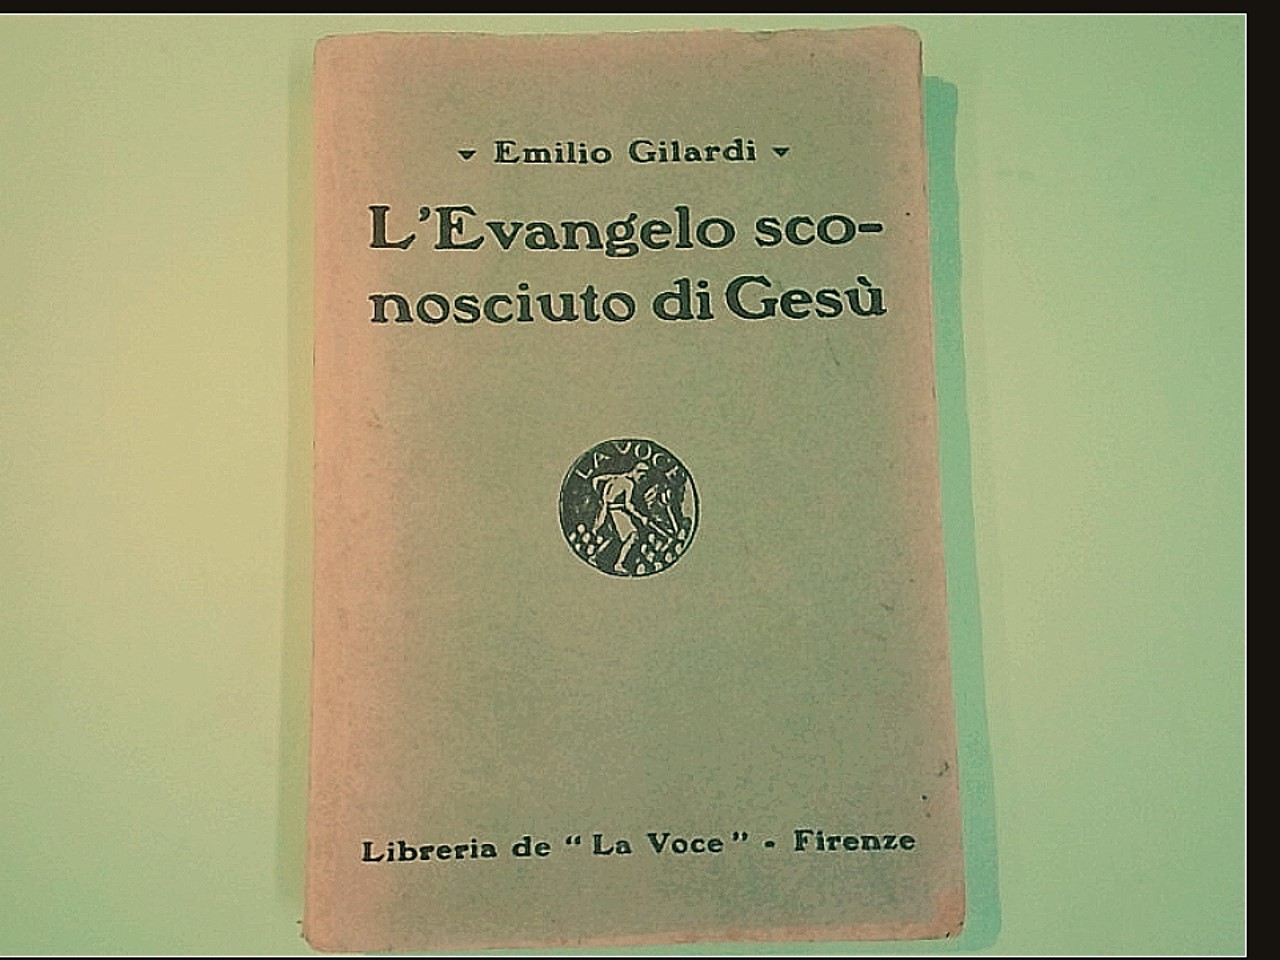 Emilio Gilardi
L'Evangelo sco-
nosciuto di Gesù
LA VOCE
Libreria de “La Voce” - Firenze